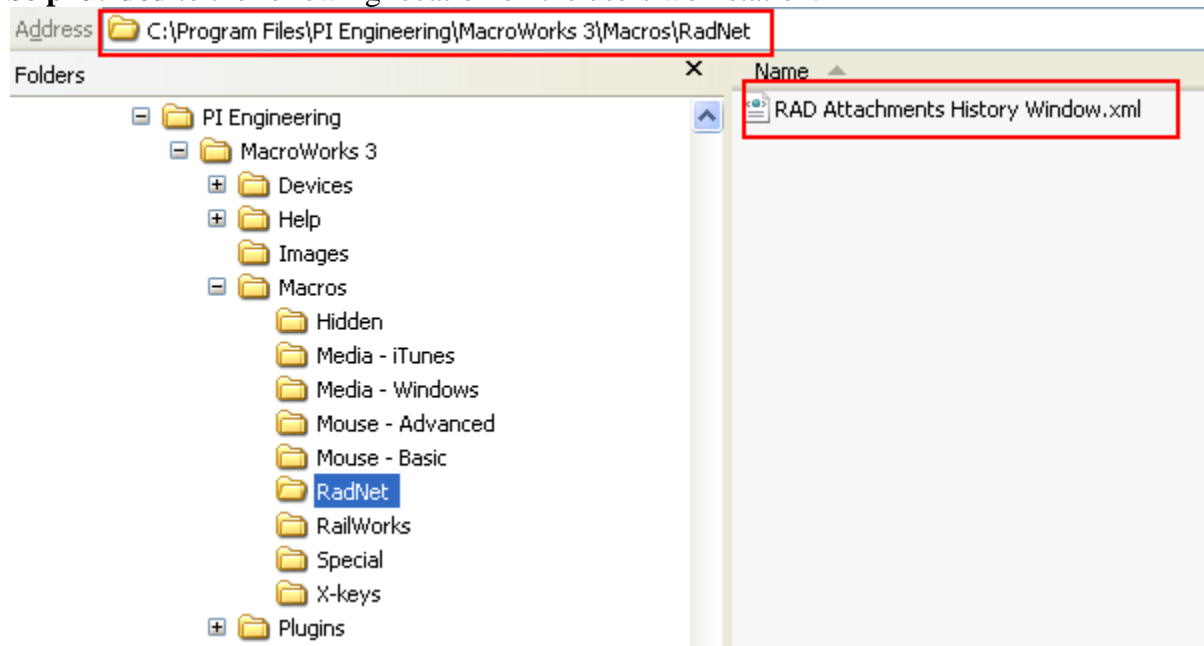 Address C:\Program Files\PI Engineering\MacroWorks 3\Macros\RadNet
Folders
Name
PI Engineering
RAD Attachments History Window.xml
MacroWorks 3
Devices
Help
Images
Macros
Hidden
Media - iTunes
Media - Windows
Mouse - Advanced
Mouse - Basic
RadNet
RailWorks
Special
X-keys
Plugins